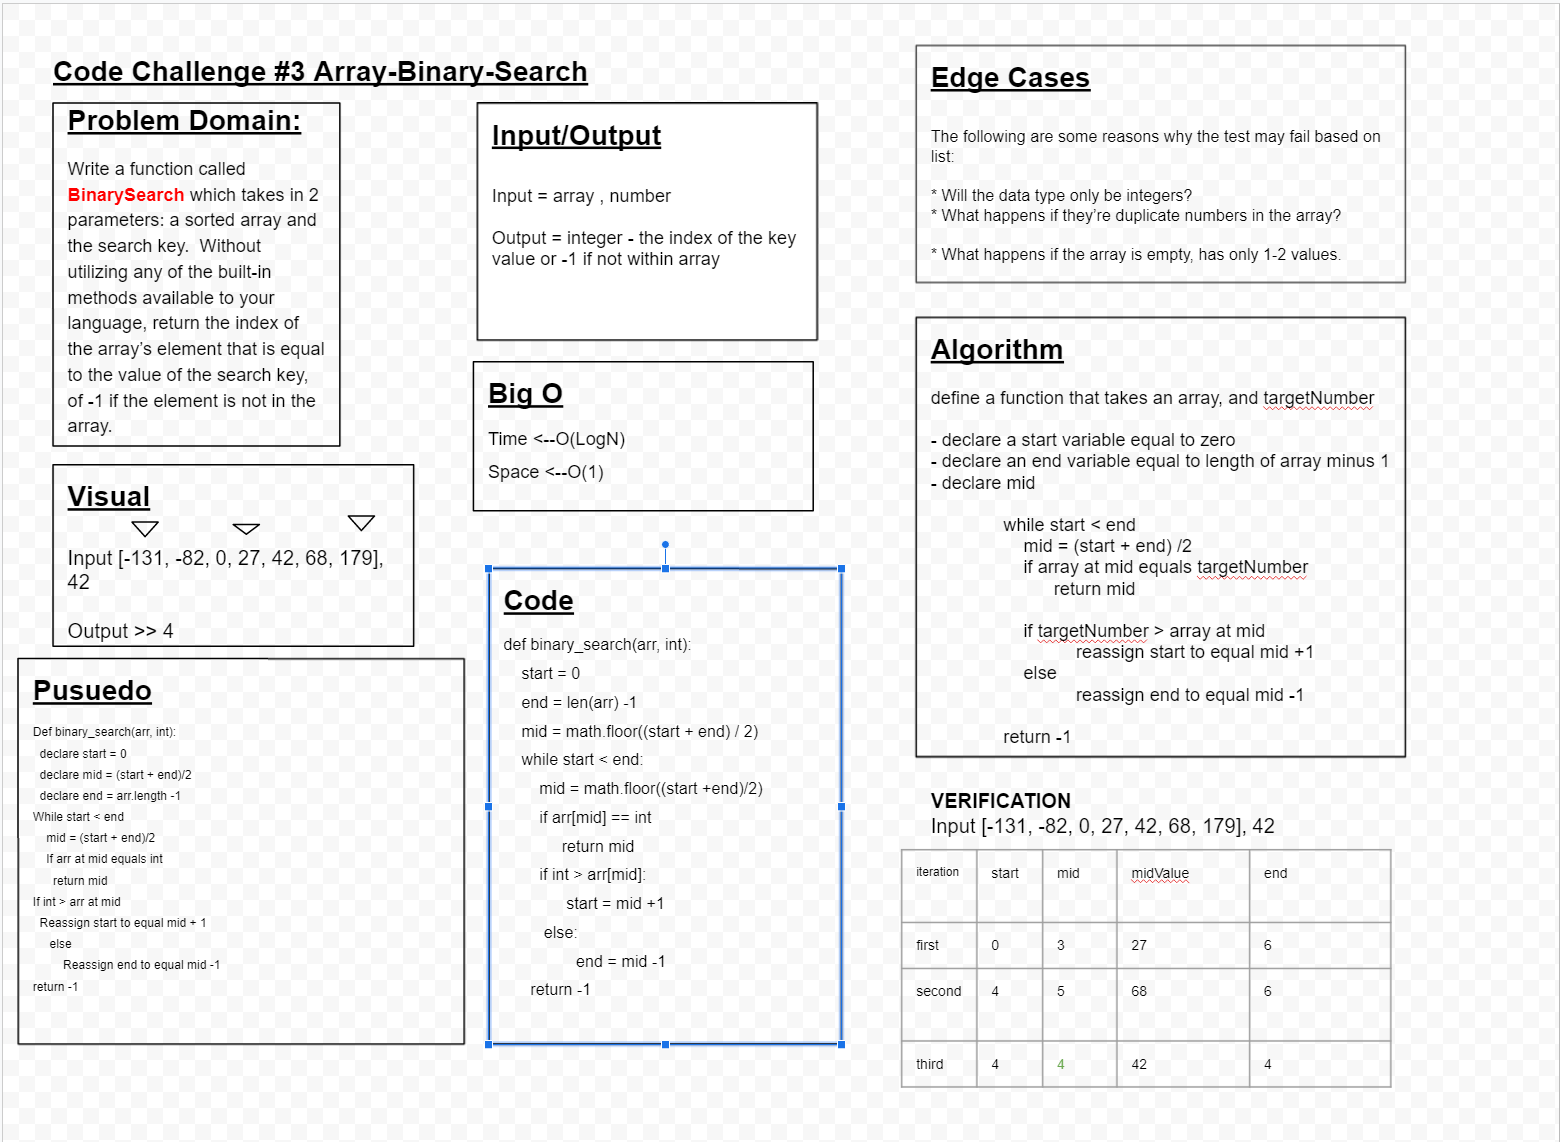 Code Challenge #3 Array-Binary-Search
Problem Domain:
Write a function called
BinarySearch which takes in 2
parameters: a sorted array and
the search key.  Without
utilizing any of the built-in
methods available to your
language, return the index of
the array's element that is equal
to the value of the search key,
of -1 if the element is not in the
array.
Visual
Input [-131, -82, 0, 27, 42, 68, 179],
42
Output >> 4
Pusuedo
Def binary_search(arr, int):
declare start = 0
declare mid = (start + end)/2
declare end = arr.length -1
While start < end
mid = (start + end)/2
If arr at mid equals int
return mid
If int > arr at mid
Reassign start to equal mid + 1
else
Reassign end to equal mid -1
return -1
Input/Output
Input = array , number
Output = integer - the index of the key
value or -1 if not within array
Big O
Time <--O(LogN)
Space <--O(1)
Code
def binary_search(arr, int):
start = 0
end = len(arr) -1
mid = math.floor((start + end) / 2)
while start < end:
mid = math.floor((start +end)/2)
if arr[mid] == int
return mid
if int > arr[mid]:
start = mid +1
else:
end = mid -1
return -1
Edge Cases
The following are some reasons why the test may fail based on
list:
* Will the data type only be integers?
* What happens if they're duplicate numbers in the array?
* What happens if the array is empty, has only 1-2 values.
Algorithm
define a function that takes an array, and targetNumber
- declare a start variable equal to zero
- declare an end variable equal to length of array minus 1
- declare mid
while start < end
mid = (start + end) /2
if array at mid equals targetNumber
return mid
if targetNumber > array at mid
reassign start to equal mid +1
else
reassign end to equal mid -1
return -1
VERIFICATION
Input [-131, -82, 0, 27, 42, 68, 179], 42
iteration start mid midValue end
first 0 3 27 6
second 4 5 68 6
third 4 4 42 4